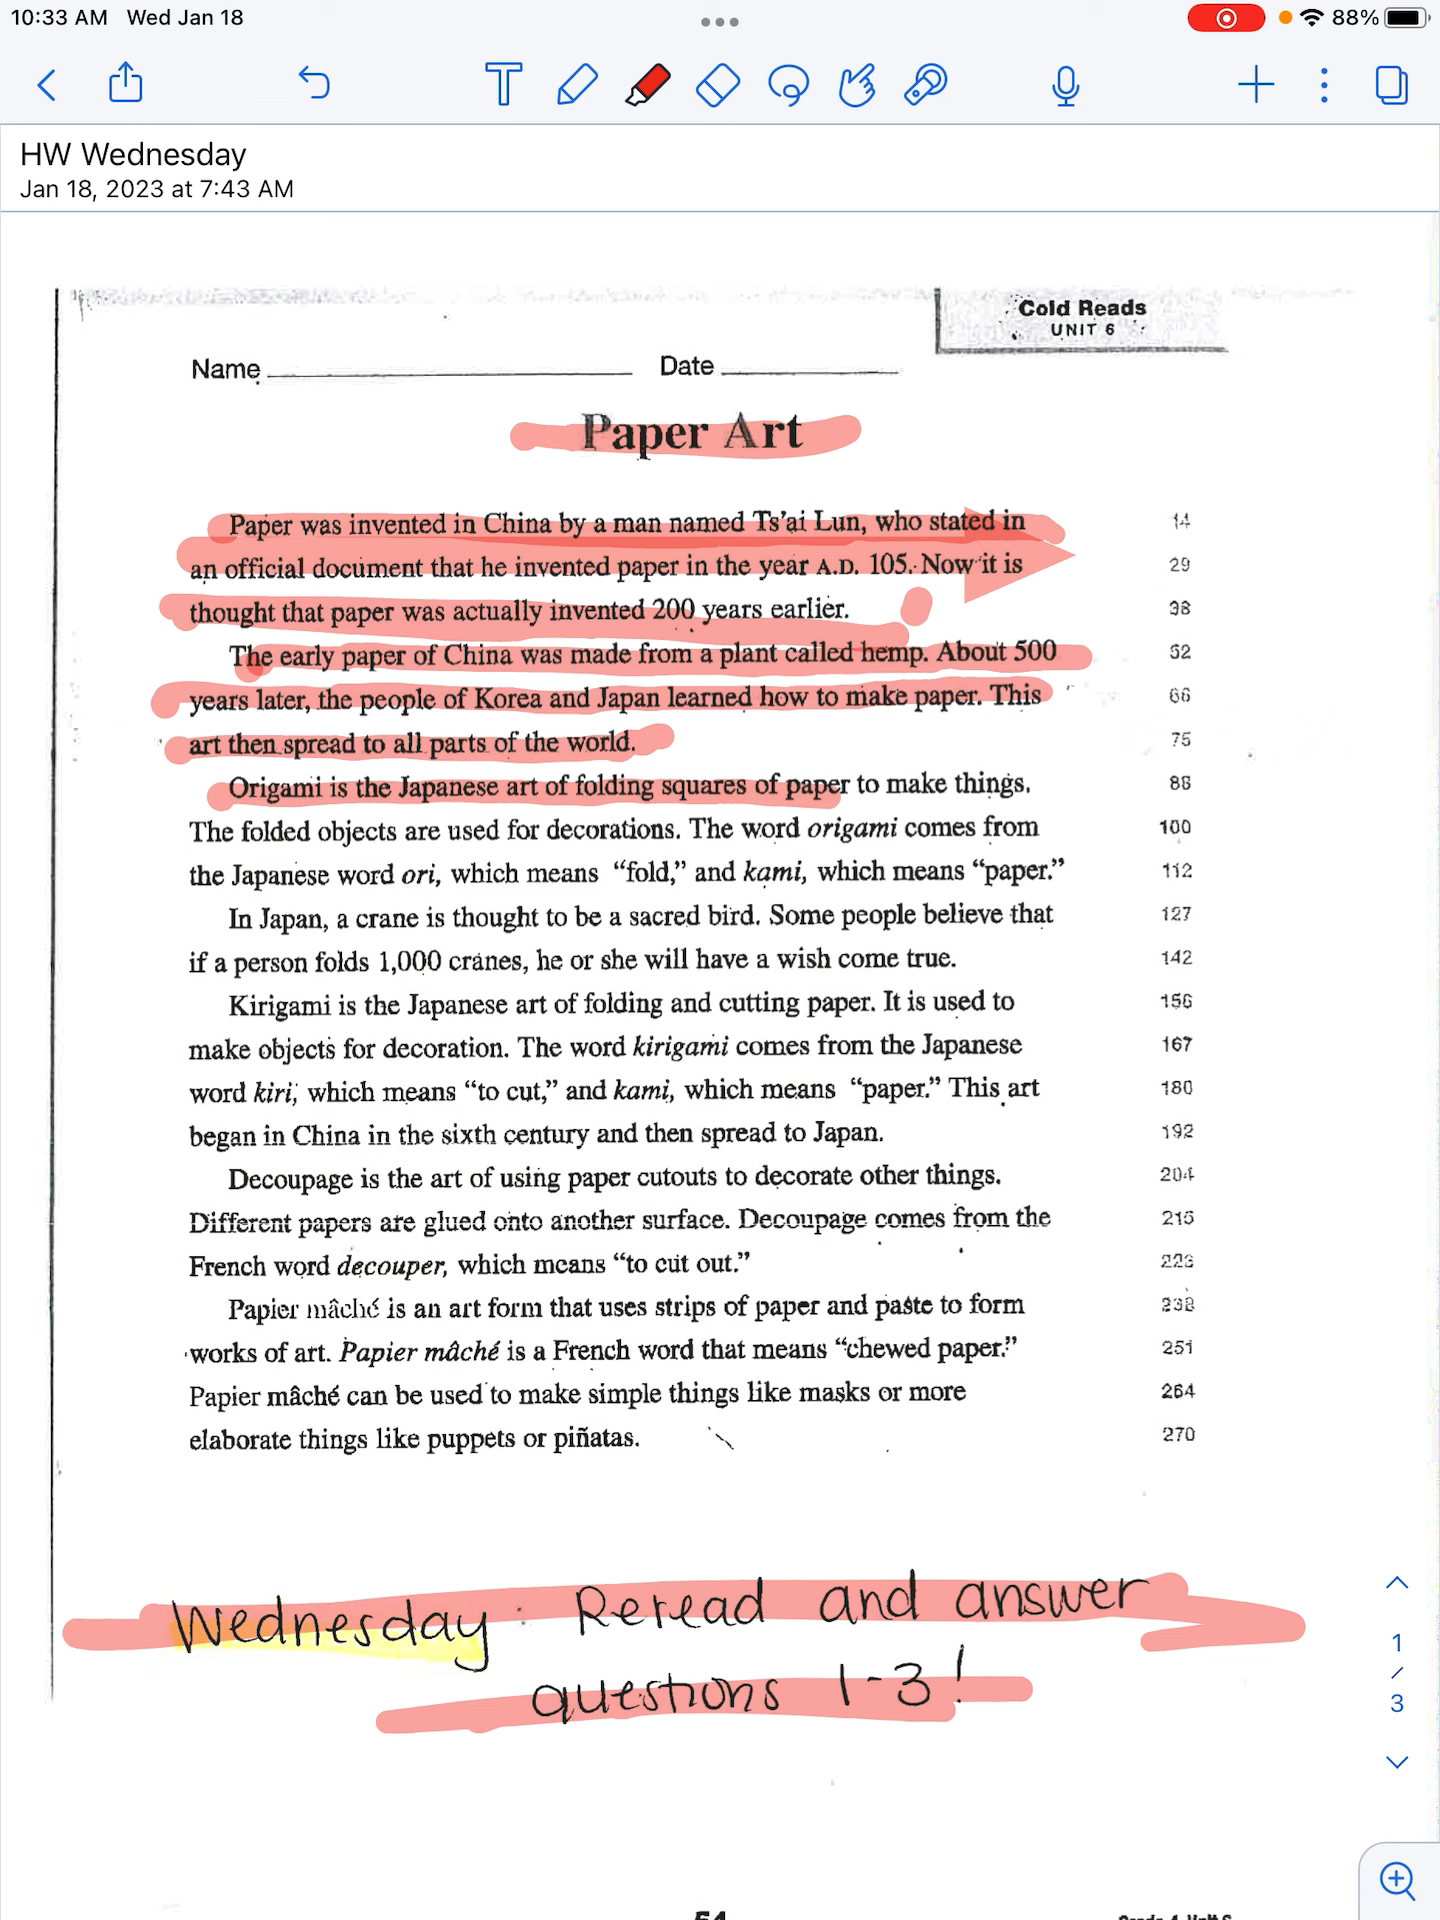 10:33 AM Wed Jan 18
88%
HW Wednesday
Jan 18, 2023 at 7:43 AM
Cold Reads
UNIT 6
Name Date
Paper Art
Paper was invented in China by a man named Ts'ai Lun, who stated in 14
an official document that he invented paper in the year A.D. 105. Now it is 29
thought that paper was actually invented 200 years earlier. 38
The early paper of China was made from a plant called hemp. About 500 52
years later, the people of Korea and Japan learned how to make paper. This 66
art then spread to all parts of the world. 75
Origami is the Japanese art of folding squares of paper to make things. 88
The folded objects are used for decorations. The word origami comes from 100
the Japanese word ori, which means "fold," and kami, which means "paper." 112
In Japan, a crane is thought to be a sacred bird. Some people believe that 127
if a person folds 1,000 cranes, he or she will have a wish come true. 142
Kirigami is the Japanese art of folding and cutting paper. It is used to 156
make objects for decoration. The word kirigami comes from the Japanese 167
word kiri, which means "to cut," and kami, which means "paper." This art 180
began in China in the sixth century and then spread to Japan. 192
Decoupage is the art of using paper cutouts to decorate other things. 204
Different papers are glued onto another surface. Decoupage comes from the 215
French word decouper, which means "to cut out." 223
Papier mâché is an art form that uses strips of paper and paste to form 238
works of art. Papier mâché is a French word that means "chewed paper." 251
Papier mâché can be used to make simple things like masks or more 264
elaborate things like puppets or piñatas. 270
Wednesday: Reread and answer
questions 1-3!
1
/
3